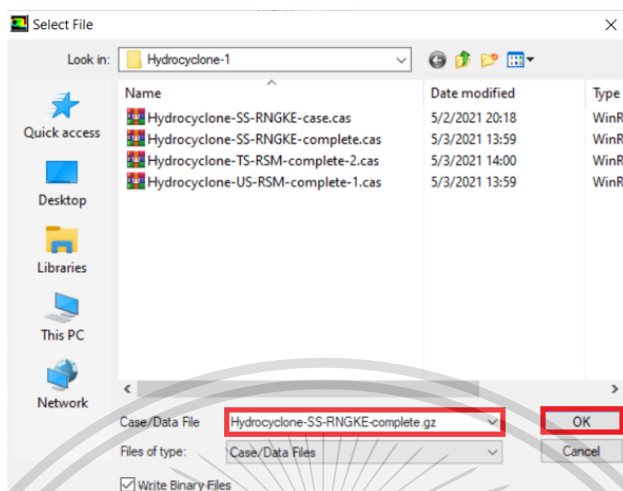 Select File
Look in: Hydrocyclone-1
Name Date modified Type
Hydrocyclone-SS-RNGKE-case.cas 5/2/2021 20:18 WinR
Hydrocyclone-SS-RNGKE-complete.cas 5/3/2021 13:59 WinR
Hydrocyclone-TS-RSM-complete-2.cas 5/3/2021 14:00 WinR
Hydrocyclone-US-RSM-complete-1.cas 5/3/2021 13:59 WinR
Quick access
Desktop
Libraries
This PC
Network
Case/Data File Hydrocyclone-SS-RNGKE-complete.gz OK
Files of type: Case/Data Files Cancel
Write Binary Files